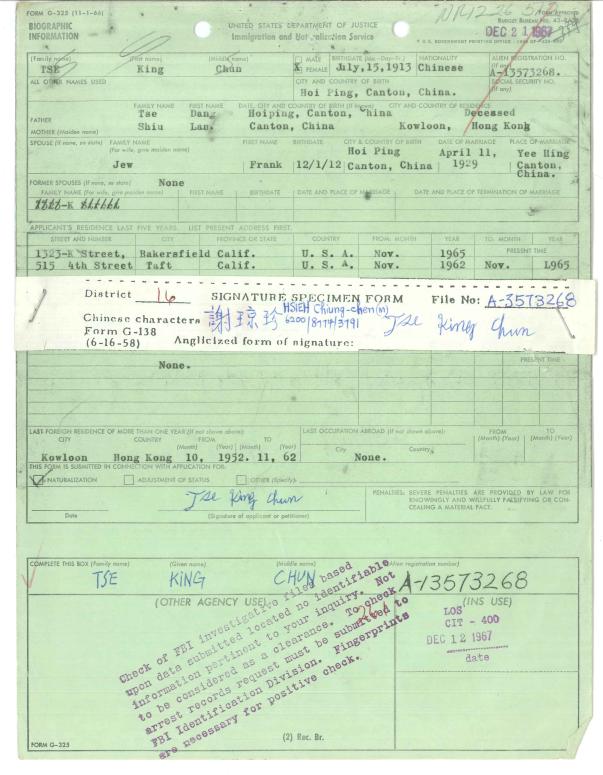 FORM G-325 (11-1-66)
BIOGRAPHIC
INFORMATION
UNITED STATES DEPARTMENT OF JUSTICE
Immigration and Naturalization Service
FORM APPROVED
BUDGET BUREAU NO. 43-
DEC 21 1967
(Family name) (First name) (Middle name) MALE FEMALE BIRTHDATE (Mo.-Day-Yr.) NATIONALITY ALIEN REGISTRATION NO. (If any)
TSE King Chun X July,15,1913 Chinese A-13573268.
ALL OTHER NAMES USED CITY AND COUNTRY OF BIRTH SOCIAL SECURITY NO. (If any)
Hoi Ping, Canton, China.
FAMILY NAME FIRST NAME DATE, CITY AND COUNTRY OF BIRTH (If known) CITY AND COUNTRY OF RESIDENCE
FATHER Tse Dang Hoiping, Canton, China Deceased
MOTHER (Maiden name) Shiu Lan. Canton, China Kowloon, Hong Kong
SPOUSE (If none, so state) FAMILY NAME (For wife, give maiden name) FIRST NAME BIRTHDATE CITY & COUNTRY OF BIRTH DATE OF MARRIAGE PLACE OF MARRIAGE
Jew Frank 12/1/12 Hoi Ping Canton, China April 11, 1929 Yee Hing Canton, China.
FORMER SPOUSES (If none, so state) None
FAMILY NAME (For wife, give maiden name) FIRST NAME BIRTHDATE DATE AND PLACE OF MARRIAGE DATE AND PLACE OF TERMINATION OF MARRIAGE
APPLICANT'S RESIDENCE LAST FIVE YEARS. LIST PRESENT ADDRESS FIRST.
STREET AND NUMBER CITY PROVINCE OR STATE COUNTRY FROM: MONTH YEAR TO: MONTH YEAR
PRESENT TIME
1323-K Street, Bakersfield Calif. U. S. A. Nov. 1965
515 4th Street Taft Calif. U. S. A. Nov. 1962 Nov. 1965
District 16 SIGNATURE SPECIMEN FORM File No: A-3573268
Chinese characters 謝琼珍 HSIEH Chiung-chen(M)
6200/8774/3791
Tse King Chun
Form G-138
(6-16-58) Anglicized form of signature:
PRESENT TIME
None.
LAST FOREIGN RESIDENCE OF MORE THAN ONE YEAR (If not shown above): LAST OCCUPATION ABROAD (If not shown above): FROM TO
CITY COUNTRY FROM TO City Country (Month) (Year) (Month) (Year)
(Month) (Year) (Month) (Year)
Kowloon Hong Kong 10, 1952. 11, 62 None.
THIS FORM IS SUBMITTED IN CONNECTION WITH APPLICATION FOR:
NATURALIZATION ADJUSTMENT OF STATUS OTHER (Specify):
Tse King Chun
Date (Signature of applicant or petitioner)
PENALTIES: SEVERE PENALTIES ARE PROVIDED BY LAW FOR
KNOWINGLY AND WILLFULLY FALSIFYING OR CON-
CEALING A MATERIAL FACT.
COMPLETE THIS BOX (Family name) (Given name) (Middle name) (Alien registration number)
TSE KING CHUN A-13573268
(OTHER AGENCY USE) (INS USE)
Check of FBI investigative files based
upon data submitted located no identifiable
information pertinent to your inquiry. Not
to be considered as a clearance. To check
arrest records request must be submitted to
FBI Identification Division. Fingerprints
are necessary for positive check.
LOS
CIT - 400
DEC 12 1967
date
FORM G-325
(2) Rec. Br.